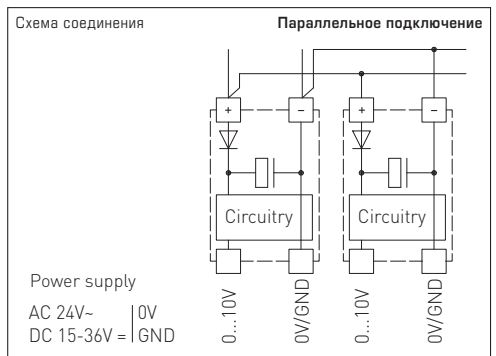 Схема соединения
Параллельное подключение
+
–
+
–
Circuitry
Circuitry
Power supply
AC 24V~ | 0V
DC 15-36V = | GND
0...10V
0V/GND
0...10V
0V/GND